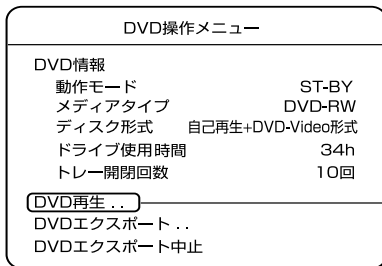 DVD操作メニュー
DVD情報
動作モード ST-BY
メディアタイプ DVD-RW
ディスク形式 自己再生+DVD-Video形式
ドライブ使用時間 34h
トレー開閉回数 10回
DVD再生 . .
DVDエクスポート . .
DVDエクスポート中止